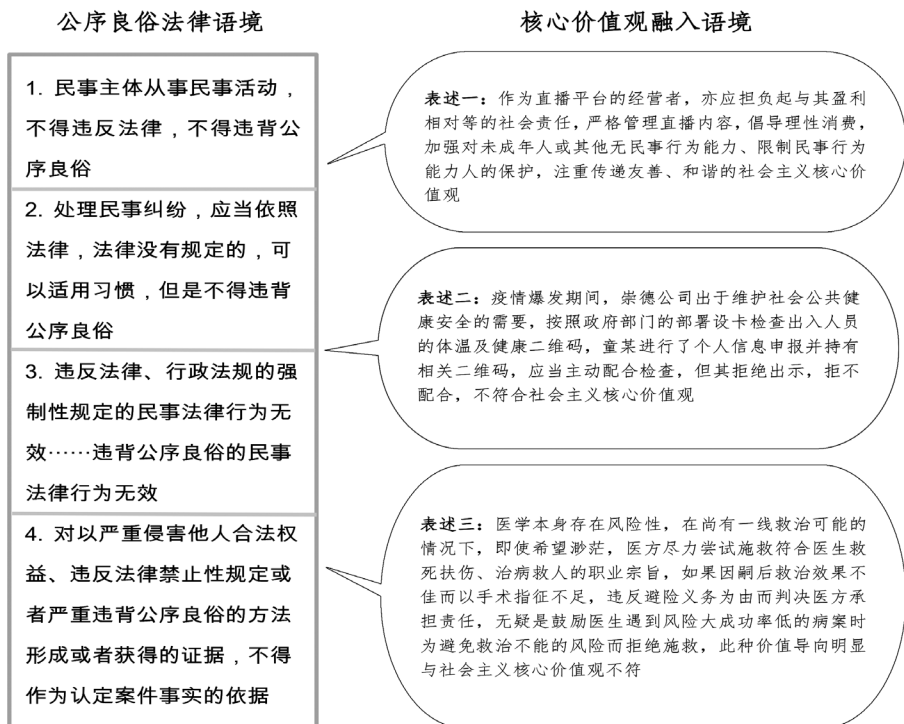 公序良俗法律语境
核心价值观融入语境
1. 民事主体从事民事活动，
不得违反法律，不得违背公
序良俗
2. 处理民事纠纷，应当依照
法律，法律没有规定的，可
以适用习惯，但是不得违背
公序良俗
3. 违反法律、行政法规的强
制性规定的民事法律行为无
效……违背公序良俗的民事
法律行为无效
4. 对以严重侵害他人合法权
益、违反法律禁止性规定或
者严重违背公序良俗的方法
形成或者获得的证据，不得
作为认定案件事实的依据
表述一：作为直播平台的经营者，亦应担负起与其盈利
相对等的社会责任，严格管理直播内容，倡导理性消费，
加强对未成年人或其他无民事行为能力、限制民事行为
能力人的保护，注重传递友善、和谐的社会主义核心价
值观
表述二：疫情爆发期间，崇德公司出于维护社会公共健
康安全的需要，按照政府部门的部署设卡检查出入人员
的体温及健康二维码，童某进行了个人信息申报并持有
相关二维码，应当主动配合检查，但其拒绝出示，拒不
配合，不符合社会主义核心价值观
表述三：医学本身存在风险性，在尚有一线救治可能的
情况下，即使希望渺茫，医方尽力尝试施救符合医生救
死扶伤、治病救人的职业宗旨，如果因嗣后救治效果不
佳而以手术指征不足，违反避险义务为由而判决医方承
担责任，无疑是鼓励医生遇到风险大成功率低的病案时
为避免救治不能的风险而拒绝施救，此种价值导向明显
与社会主义核心价值观不符